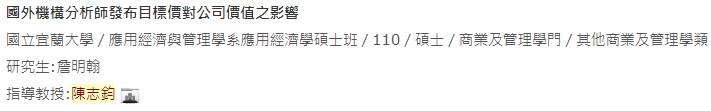 國外機構分析師發布目標價對公司價值之影響
國立宜蘭大學 / 應用經濟與管理學系應用經濟學碩士班 / 110 / 碩士 / 商業及管理學門 / 其他商業及管理學類
研究生:詹明翰
指導教授:陳志鈞